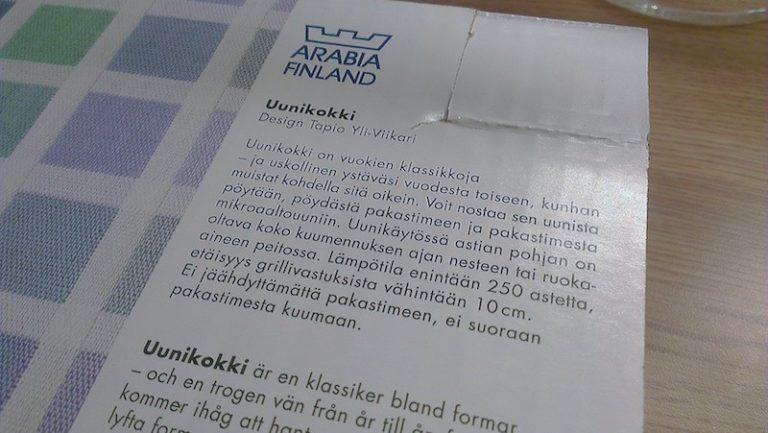 ARABIA
FINLAND
Uunikokki
Design Tapio Yli-Viikari
Uunikokki on vuokien klassikkoja
– ja uskollinen ystäväsi vuodesta toiseen, kunhan
muistat kohdella sitä oikein. Voit nostaa sen uunista
pöytään, pöydästä pakastimeen ja pakastimesta
mikroaaltouuniin. Uunikäytössä astian pohjan on
oltava koko kuumennuksen ajan nesteen tai ruoka-
aineen peitossa. Lämpötila enintään 250 astetta,
etäisyys grillivastuksista vähintään 10 cm.
Ei jäähdyttämättä pakastimeen, ei suoraan
pakastimesta kuumaan.
Uunikokki är en klassiker bland formar
– och en trogen vän från år till år,
kommer ihåg att
lyfta